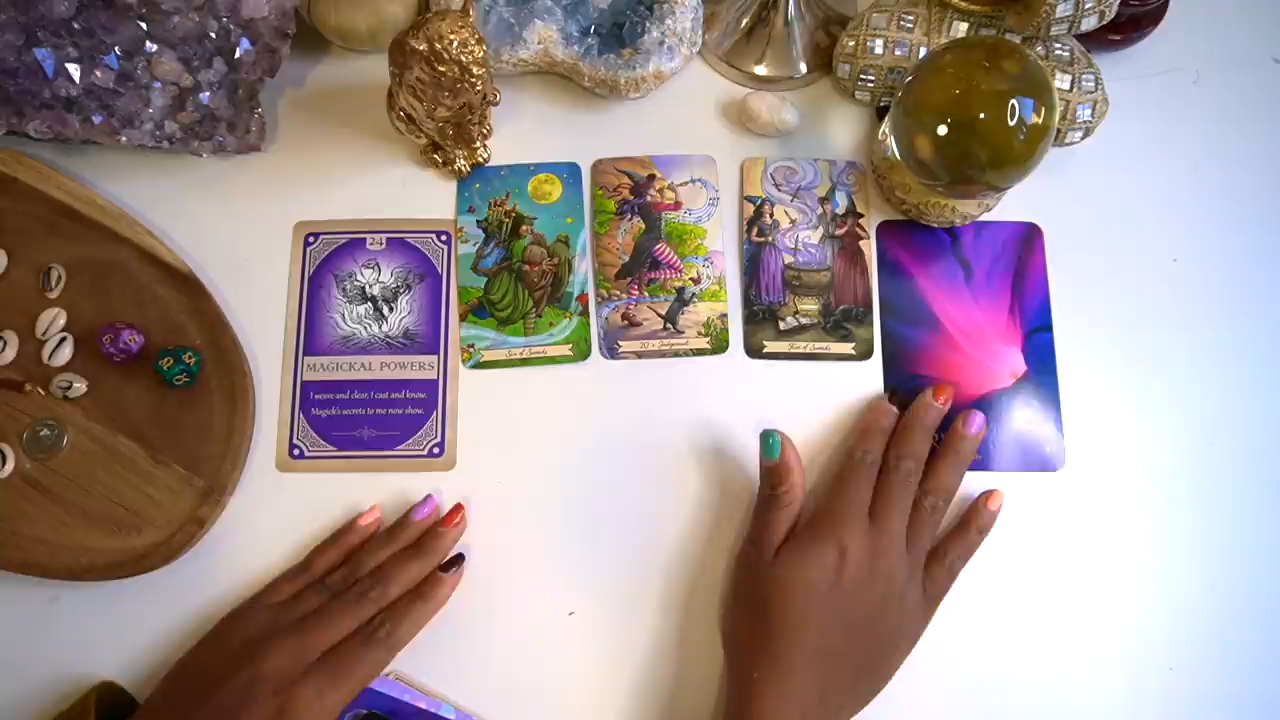 24
MAGICKAL POWERS
I weave and clear, I cast and know.
Magick's secrets to me now show.
Six of Swords
20 • Judgement
Five of Swords